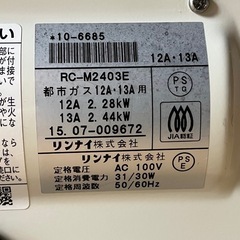 *10-6685
12A・13A
RC-M2403E
都市ガス12A・13A用
12A 2.28kW
13A 2.44kW
15.07-009672
リンナイ株式会社
リンナイ株式会社
定格電圧 AC 100V
定格消費電力 31/30W
定格周波数 50/60Hz
PS
TG
JIA認証
PS
E